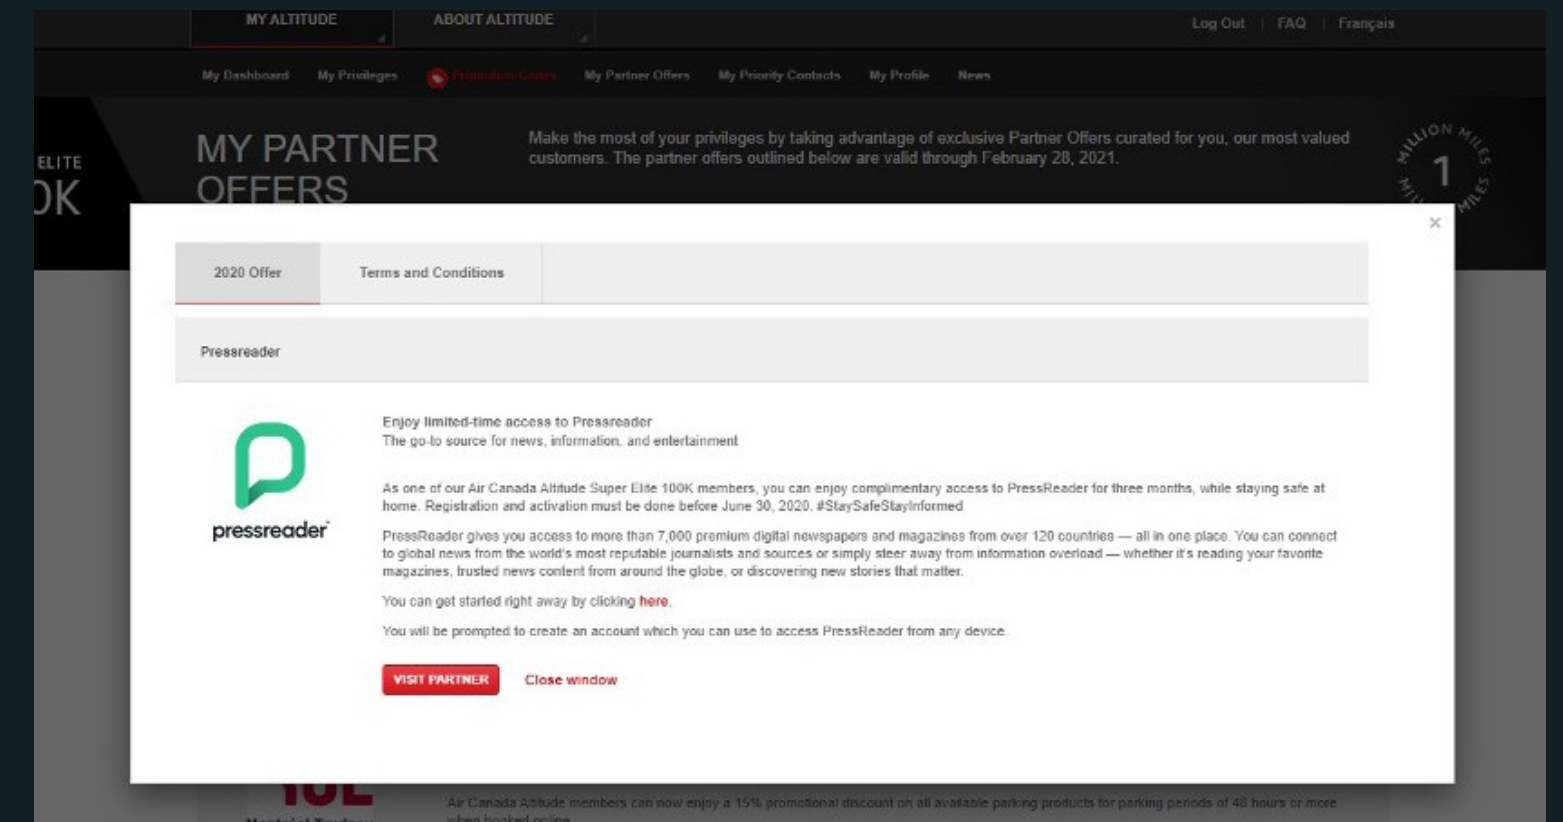 MY ALTITUDE
ABOUT ALTITUDE
Log Out | FAQ | Français
My Dashboard
My Privileges
Promotion Codes
My Partner Offers
My Priority Contacts
My Profile
News
ELITE
0K
MY PARTNER
OFFERS
Make the most of your privileges by taking advantage of exclusive Partner Offers curated for you, our most valued
customers. The partner offers outlined below are valid through February 28, 2021.
MILLION MILES
1
MILLION MILES
×
2020 Offer
Terms and Conditions
Pressreader
pressreader
Enjoy limited-time access to Pressreader
The go-to source for news, information, and entertainment
As one of our Air Canada Altitude Super Elite 100K members, you can enjoy complimentary access to PressReader for three months, while staying safe at
home. Registration and activation must be done before June 30, 2020. #StaySafeStayInformed
PressReader gives you access to more than 7,000 premium digital newspapers and magazines from over 120 countries — all in one place. You can connect
to global news from the world's most reputable journalists and sources or simply steer away from information overload — whether it's reading your favorite
magazines, trusted news content from around the globe, or discovering new stories that matter.
You can get started right away by clicking here.
You will be prompted to create an account which you can use to access PressReader from any device.
VISIT PARTNER
Close window
Air Canada Altitude members can now enjoy a 15% promotional discount on all available parking products for parking periods of 48 hours or more
when booked online